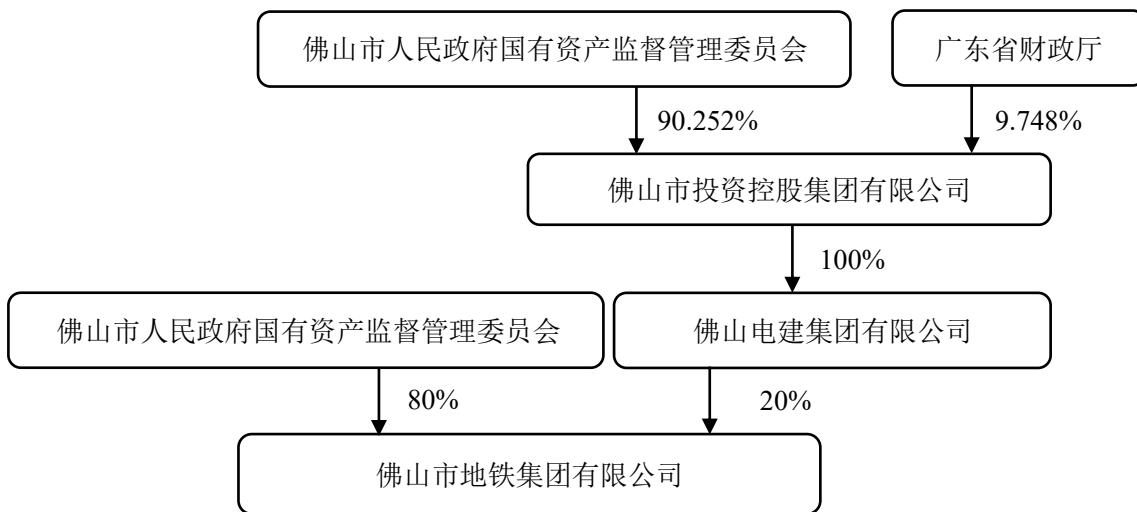 佛山市人民政府国有资产监督管理委员会
广东省财政厅
90.252%
9.748%
佛山市投资控股集团有限公司
100%
佛山市人民政府国有资产监督管理委员会
佛山电建集团有限公司
80%
20%
佛山市地铁集团有限公司